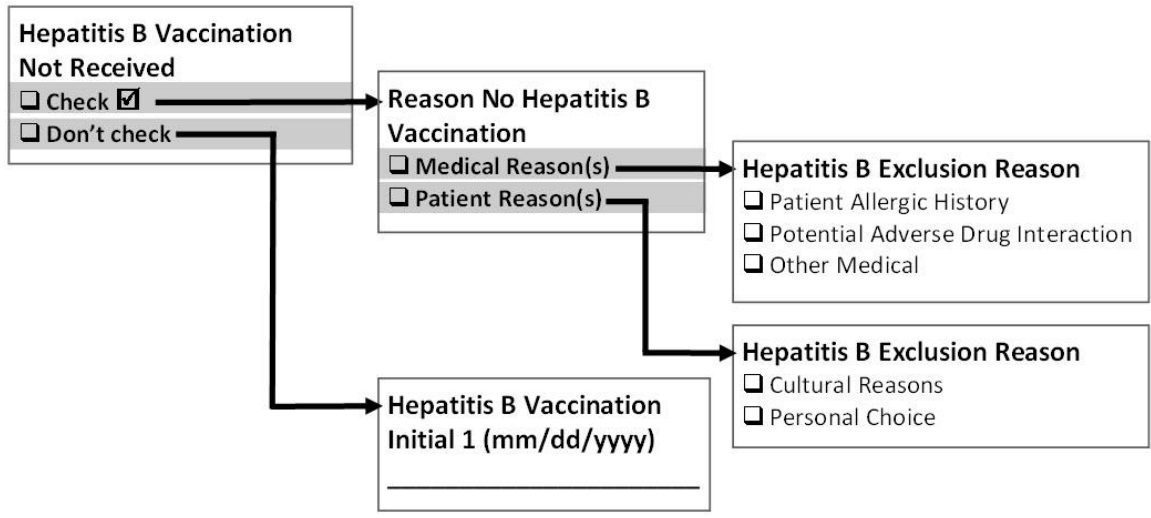 Hepatitis B Vaccination
Not Received
❑ Check ☑
❑ Don't check
Reason No Hepatitis B
Vaccination
❑ Medical Reason(s)
❑ Patient Reason(s)
Hepatitis B Exclusion Reason
❑ Patient Allergic History
❑ Potential Adverse Drug Interaction
❑ Other Medical
Hepatitis B Exclusion Reason
❑ Cultural Reasons
❑ Personal Choice
Hepatitis B Vaccination
Initial 1 (mm/dd/yyyy)